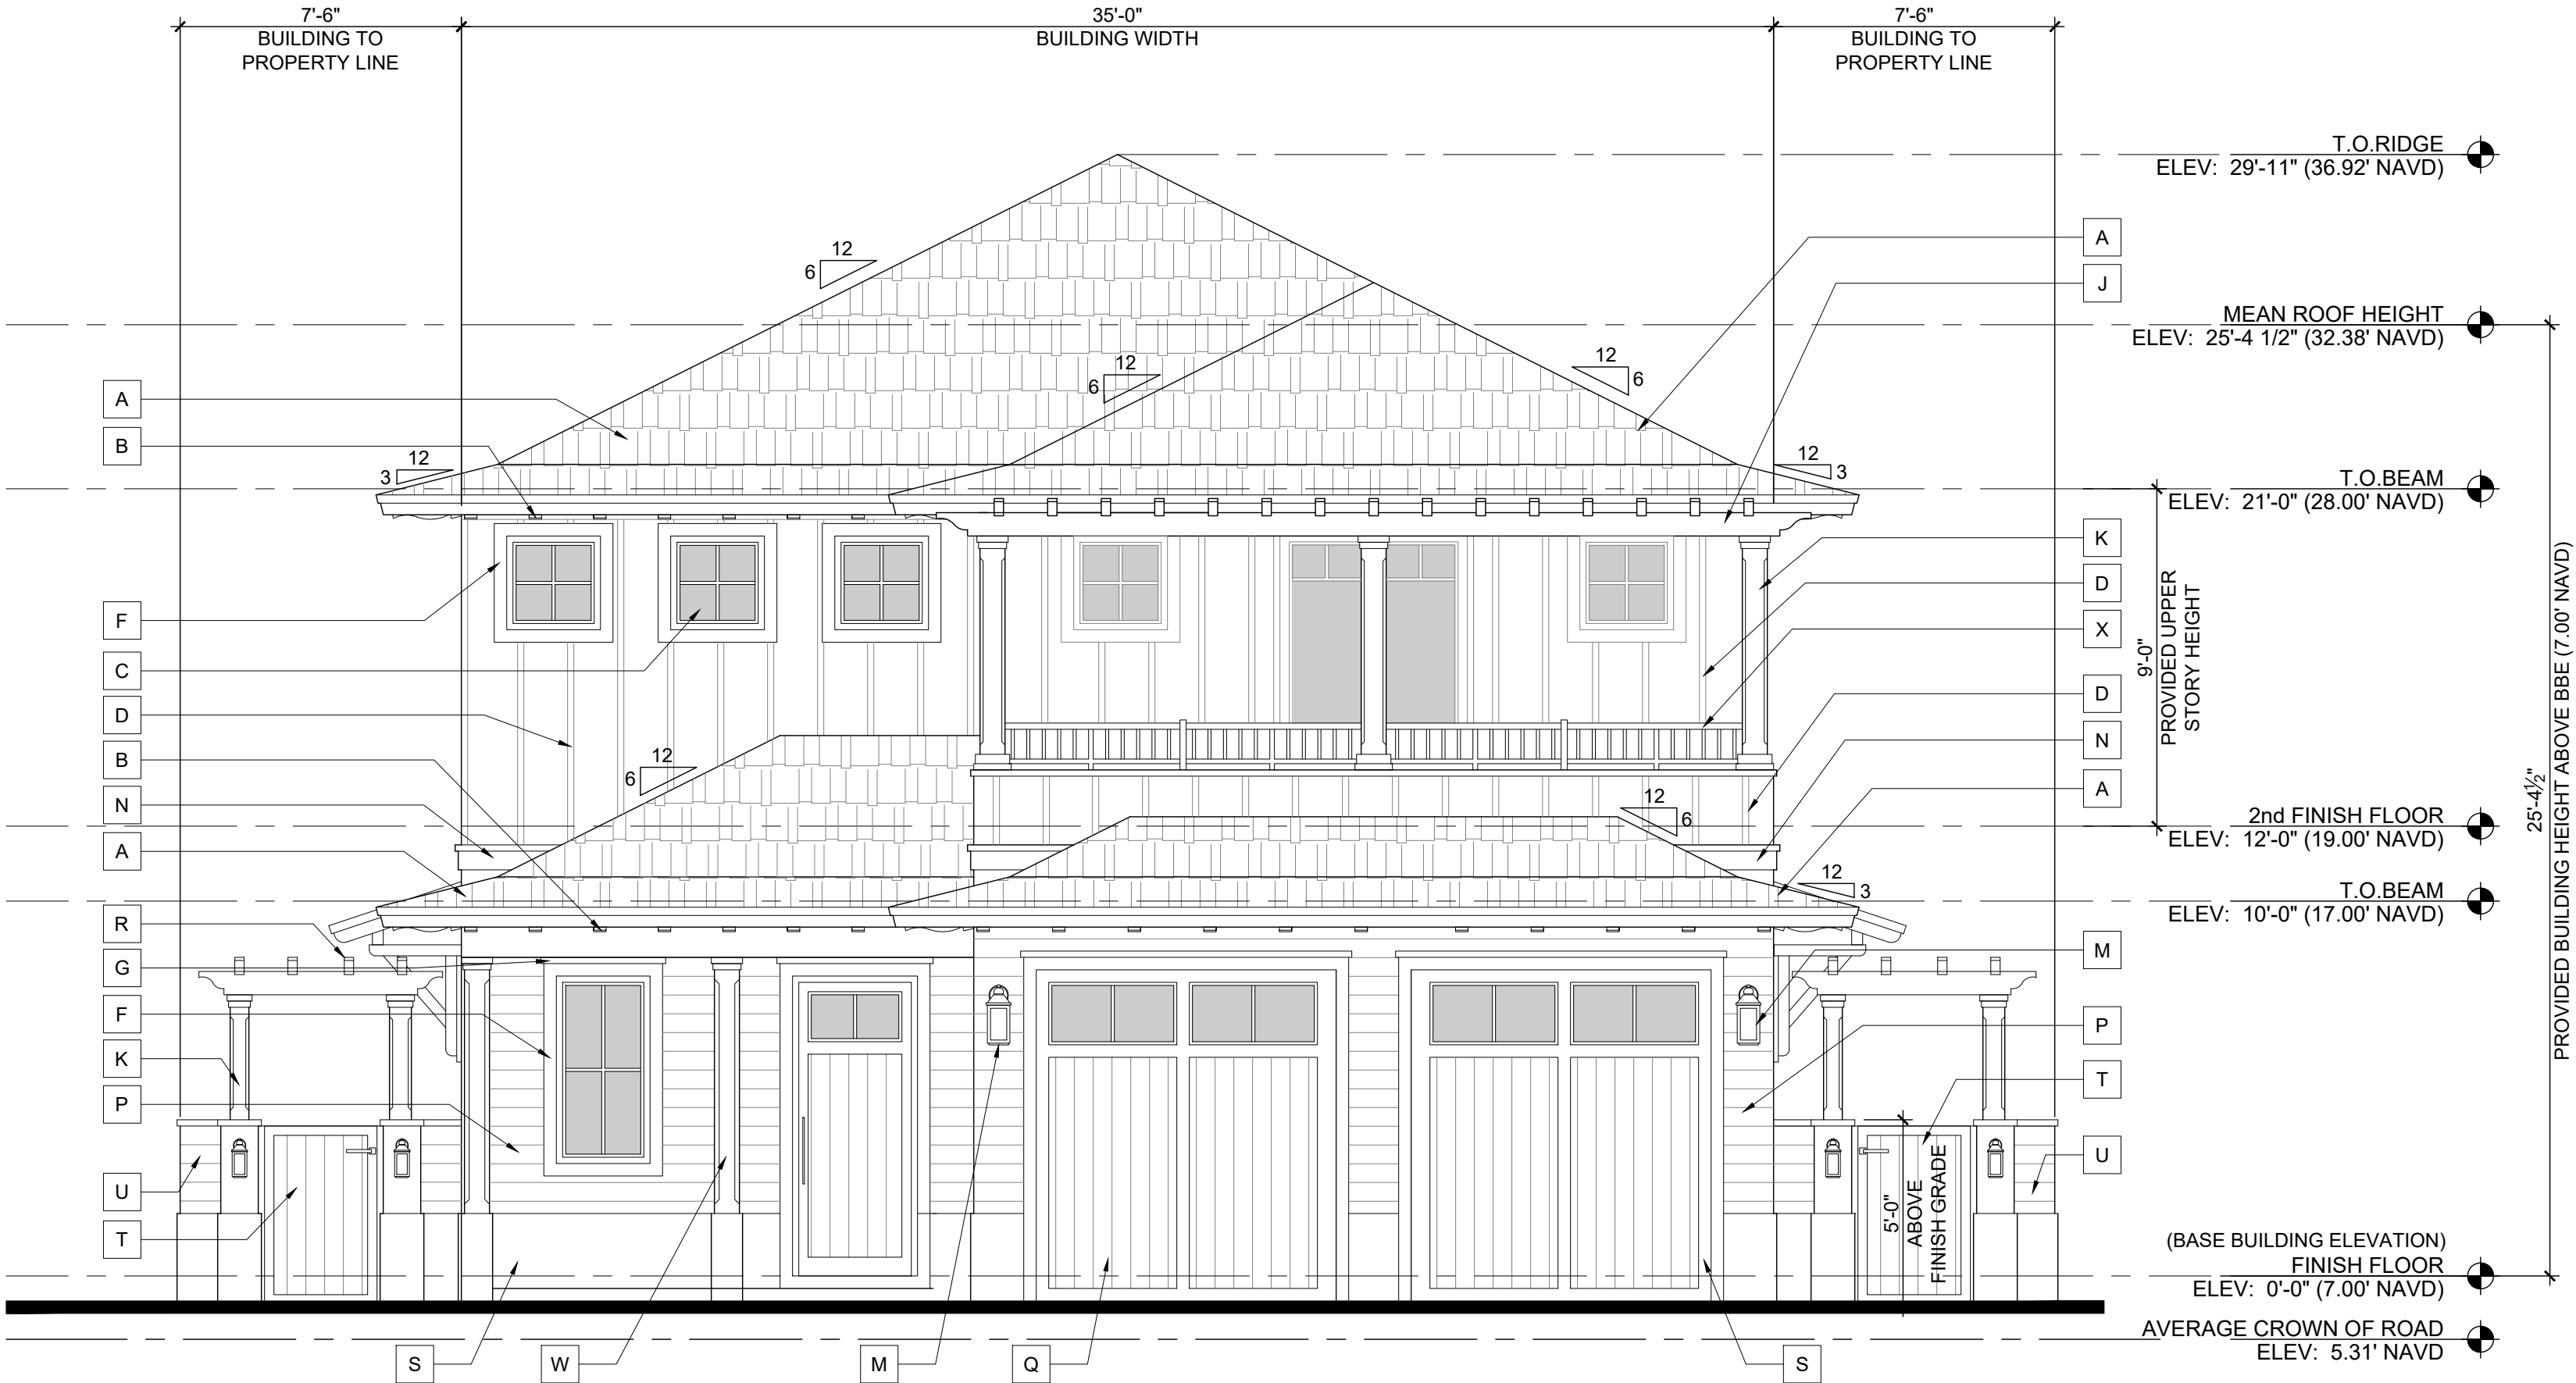 7'-6"
BUILDING TO
PROPERTY LINE
35'-0"
BUILDING WIDTH
7'-6"
BUILDING TO
PROPERTY LINE
T.O.RIDGE
ELEV: 29'-11" (36.92' NAVD)
A
J
MEAN ROOF HEIGHT
ELEV: 25'-4 1/2" (32.38' NAVD)
12
6
12
6
12
6
A
B
12
3
12
3
T.O.BEAM
ELEV: 21'-0" (28.00' NAVD)
K
D
X
D
N
A
9'-0"
PROVIDED UPPER
STORY HEIGHT
25'-4½"
PROVIDED BUILDING HEIGHT ABOVE BBE (7.00' NAVD)
F
C
D
B
N
A
12
6
12
6
2nd FINISH FLOOR
ELEV: 12'-0" (19.00' NAVD)
12
3
T.O.BEAM
ELEV: 10'-0" (17.00' NAVD)
R
G
F
K
P
U
T
M
P
T
U
5'-0"
ABOVE
FINISH GRADE
(BASE BUILDING ELEVATION)
FINISH FLOOR
ELEV: 0'-0" (7.00' NAVD)
AVERAGE CROWN OF ROAD
ELEV: 5.31' NAVD
S
W
M
Q
S